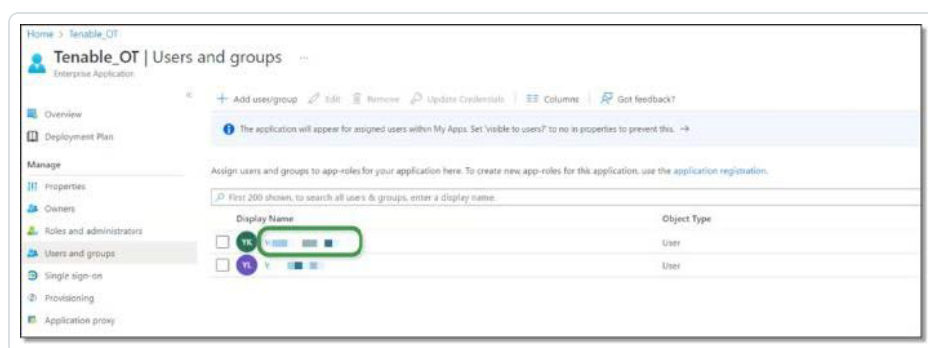 Home > Tenable_OT
Tenable_OT | Users and groups ...
Enterprise Application
«
+ Add user/group Edit Remove Update Credentials Columns Got feedback?
Overview
Deployment Plan
The application will appear for assigned users within My Apps. Set 'visible to users?' to no in properties to prevent this. →
Manage
Assign users and groups to app-roles for your application here. To create new app-roles for this application, use the application registration.
Properties
First 200 shown, to search all users & groups, enter a display name.
Owners
Display Name Object Type
Roles and administrators
YK Y User
Users and groups
YL Y User
Single sign-on
Provisioning
Application proxy